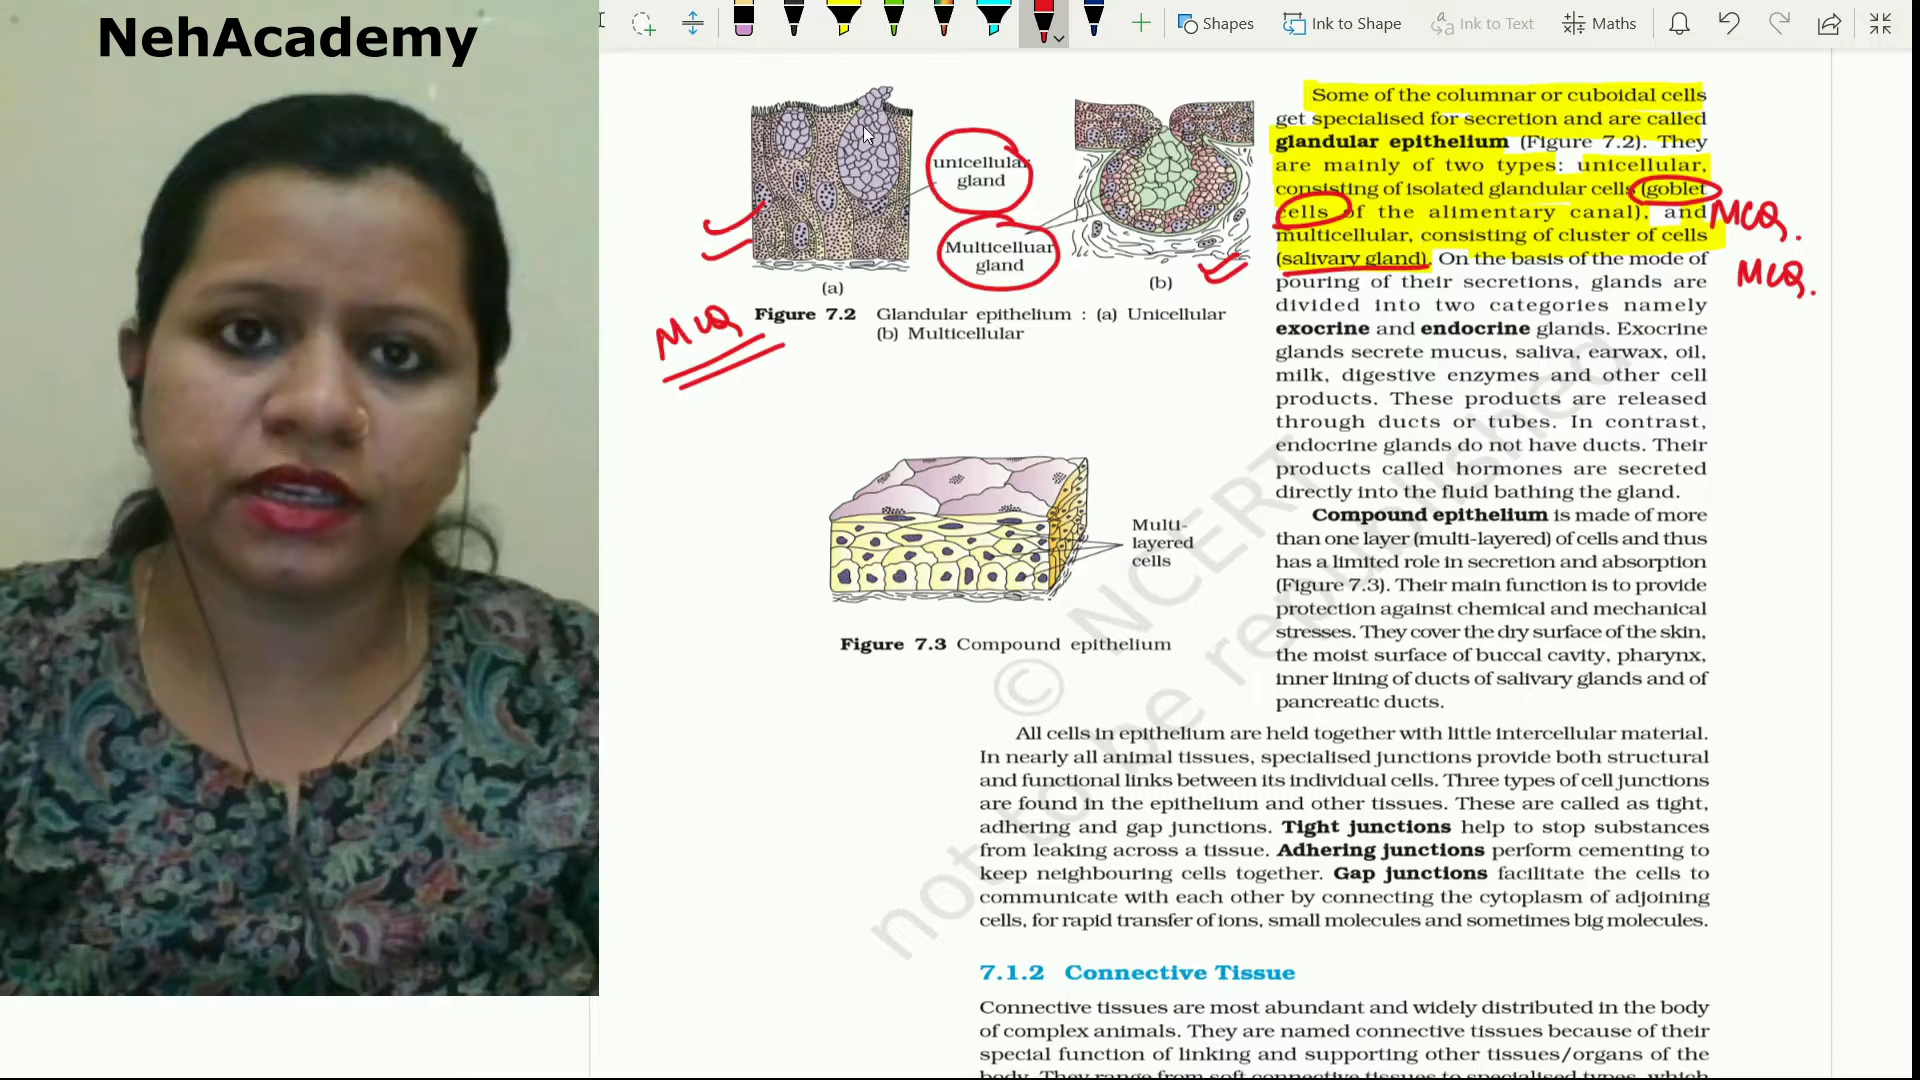 NehAcademy
Shapes
Ink to Shape
Ink to Text
Maths
unicellular
gland
Multicelluar
gland
(a)
(b)
Figure 7.2 Glandular epithelium : (a) Unicellular
(b) Multicellular
MCQ
Multi-
layered
cells
Figure 7.3 Compound epithelium
Some of the columnar or cuboidal cells
get specialised for secretion and are called
glandular epithelium (Figure 7.2). They
are mainly of two types: unicellular,
consisting of isolated glandular cells (goblet
cells of the alimentary canal), and
MCQ.
multicellular, consisting of cluster of cells
(salivary gland). On the basis of the mode of
MCQ.
pouring of their secretions, glands are
divided into two categories namely
exocrine and endocrine glands. Exocrine
glands secrete mucus, saliva, earwax, oil,
milk, digestive enzymes and other cell
products. These products are released
through ducts or tubes. In contrast,
endocrine glands do not have ducts. Their
products called hormones are secreted
directly into the fluid bathing the gland.
Compound epithelium is made of more
than one layer (multi-layered) of cells and thus
has a limited role in secretion and absorption
(Figure 7.3). Their main function is to provide
protection against chemical and mechanical
stresses. They cover the dry surface of the skin,
the moist surface of buccal cavity, pharynx,
inner lining of ducts of salivary glands and of
pancreatic ducts.
All cells in epithelium are held together with little intercellular material.
In nearly all animal tissues, specialised junctions provide both structural
and functional links between its individual cells. Three types of cell junctions
are found in the epithelium and other tissues. These are called as tight,
adhering and gap junctions. Tight junctions help to stop substances
from leaking across a tissue. Adhering junctions perform cementing to
keep neighbouring cells together. Gap junctions facilitate the cells to
communicate with each other by connecting the cytoplasm of adjoining
cells, for rapid transfer of ions, small molecules and sometimes big molecules.
7.1.2 Connective Tissue
Connective tissues are most abundant and widely distributed in the body
of complex animals. They are named connective tissues because of their
special function of linking and supporting other tissues/organs of the
body. They range from soft connective tissues to specialised types, which
© NCERT
not to be republished